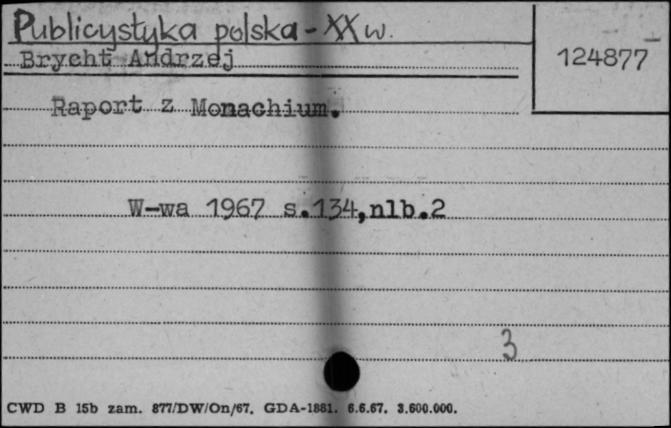 Publicystyka polska - XX w.
Brycht Andrzej
124877
Raport z Monachium.
W-wa 1967 s.134,nlb.2
3
CWD B 15b zam. 877/DW/On/67. GDA-1881. 6.6.67. 3.600.000.